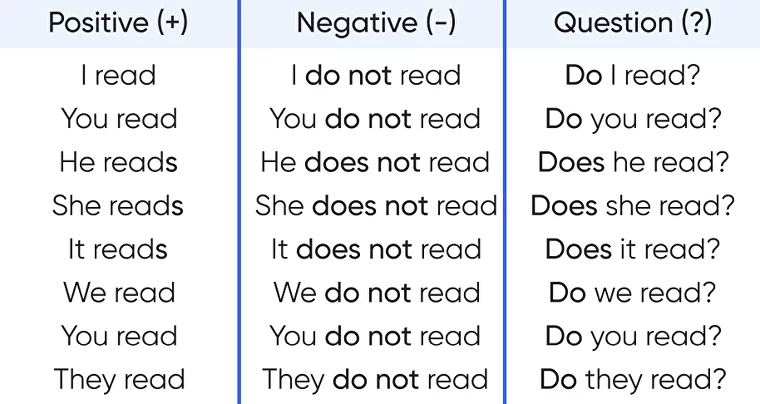 Positive (+) Negative (-) Question (?)
I read I do not read Do I read?
You read You do not read Do you read?
He reads He does not read Does he read?
She reads She does not read Does she read?
It reads It does not read Does it read?
We read We do not read Do we read?
You read You do not read Do you read?
They read They do not read Do they read?